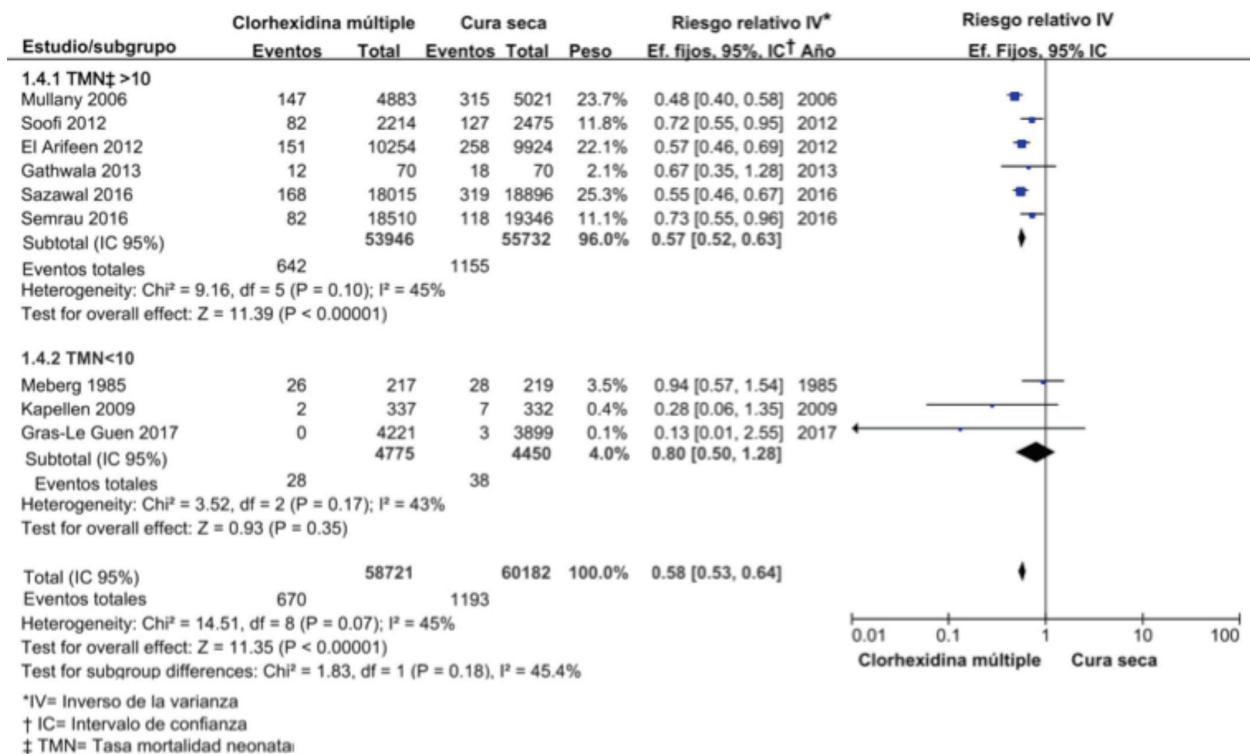 Clorhexidina múltiple Cura seca Riesgo relativo IV* Riesgo relativo IV
Estudio/subgrupo Eventos Total Eventos Total Peso Ef. fijos, 95%, IC† Año Ef. Fijos, 95% IC
1.4.1 TMN‡ >10
Mullany 2006 147 4883 315 5021 23.7% 0.48 [0.40, 0.58] 2006
Soofi 2012 82 2214 127 2475 11.8% 0.72 [0.55, 0.95] 2012
El Arifeen 2012 151 10254 258 9924 22.1% 0.57 [0.46, 0.69] 2012
Gathwala 2013 12 70 18 70 2.1% 0.67 [0.35, 1.28] 2013
Sazawal 2016 168 18015 319 18896 25.3% 0.55 [0.46, 0.67] 2016
Semrau 2016 82 18510 118 19346 11.1% 0.73 [0.55, 0.96] 2016
Subtotal (IC 95%) 53946 55732 96.0% 0.57 [0.52, 0.63]
Eventos totales 642 1155
Heterogeneity: Chi² = 9.16, df = 5 (P = 0.10); I² = 45%
Test for overall effect: Z = 11.39 (P < 0.00001)
1.4.2 TMN<10
Meberg 1985 26 217 28 219 3.5% 0.94 [0.57, 1.54] 1985
Kapellen 2009 2 337 7 332 0.4% 0.28 [0.06, 1.35] 2009
Gras-Le Guen 2017 0 4221 3 3899 0.1% 0.13 [0.01, 2.55] 2017
Subtotal (IC 95%) 4775 4450 4.0% 0.80 [0.50, 1.28]
Eventos totales 28 38
Heterogeneity: Chi² = 3.52, df = 2 (P = 0.17); I² = 43%
Test for overall effect: Z = 0.93 (P = 0.35)
Total (IC 95%) 58721 60182 100.0% 0.58 [0.53, 0.64]
Eventos totales 670 1193
Heterogeneity: Chi² = 14.51, df = 8 (P = 0.07); I² = 45%
Test for overall effect: Z = 11.35 (P < 0.00001)
Test for subgroup differences: Chi² = 1.83, df = 1 (P = 0.18), I² = 45.4%
0.01 0.1 1 10 100
Clorhexidina múltiple Cura seca
*IV= Inverso de la varianza
† IC= Intervalo de confianza
‡ TMN= Tasa mortalidad neonatal